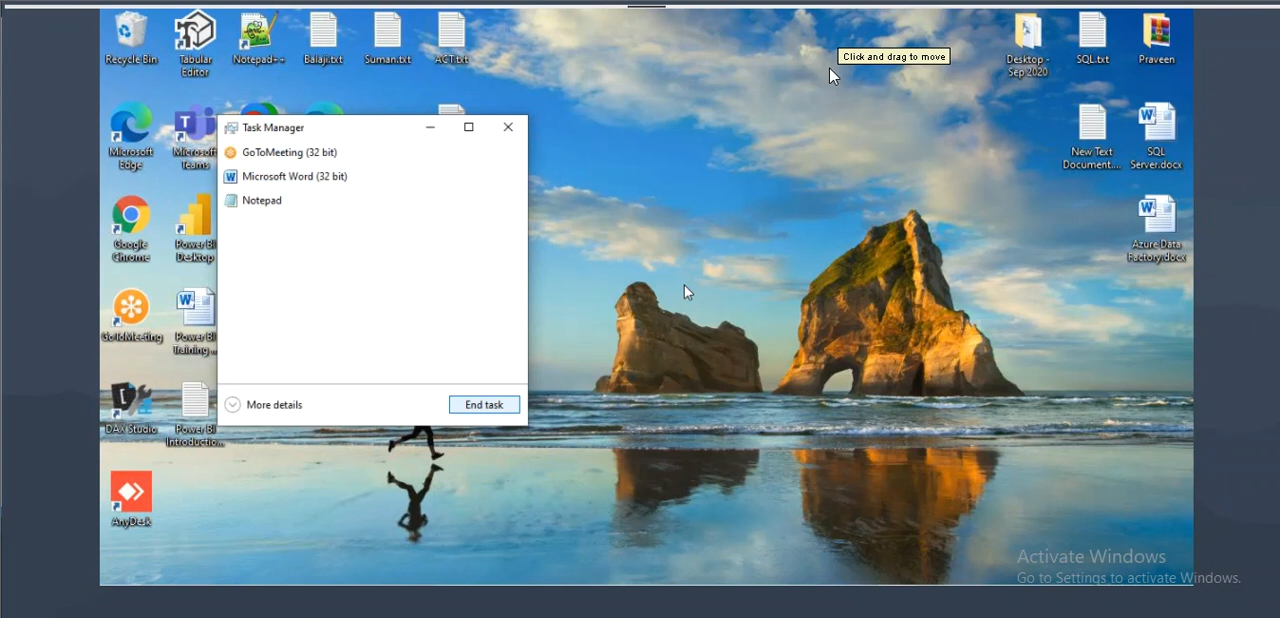 Click and drag to move
Recycle Bin
Tabular
Editor
Notepad++
Balaji.txt
Suman.txt
ACT.txt
Desktop -
Sep 2020
SQL.txt
Praveen
Microsoft
Edge
Microsoft
Teams
Task Manager
GoToMeeting (32 bit)
Microsoft Word (32 bit)
Notepad
More details
End task
New Text
Document....
SQL
Server.docx
Google
Chrome
Power BI
Desktop
Azure Data
Factory.docx
GoToMeeting
Power BI
Training ...
DAX Studio
Power BI
Introductio...
AnyDesk
Activate Windows
Go to Settings to activate Windows.